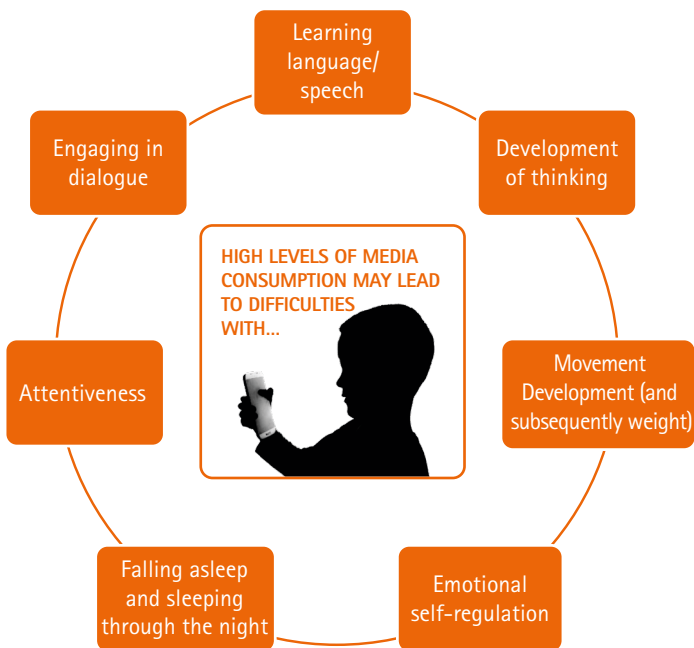 Learning
language/
speech
Development
of thinking
Movement
Development (and
subsequently weight)
Emotional
self-regulation
Falling asleep
and sleeping
through the night
Attentiveness
Engaging in
dialogue
HIGH LEVELS OF MEDIA
CONSUMPTION MAY LEAD
TO DIFFICULTIES
WITH...